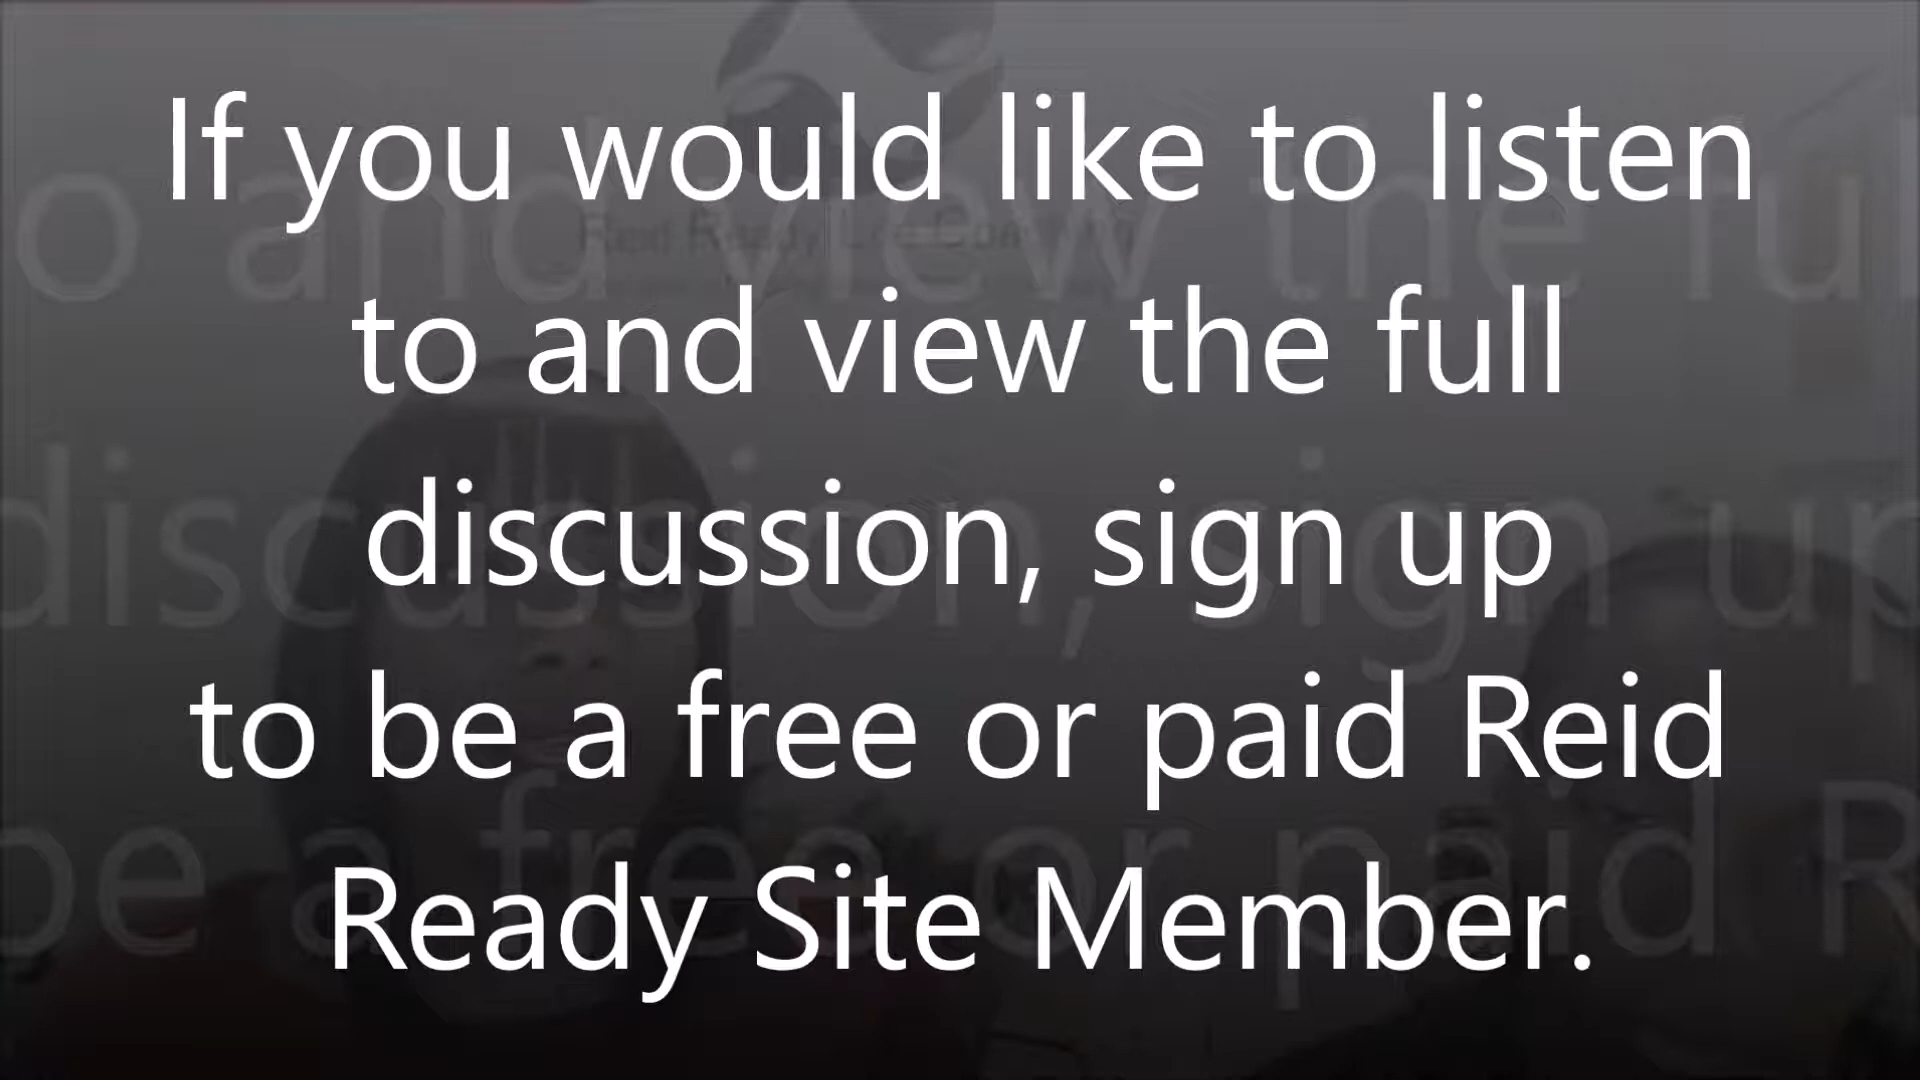 If you would like to listen
to and view the full
discussion, sign up
to be a free or paid Reid
Ready Site Member.